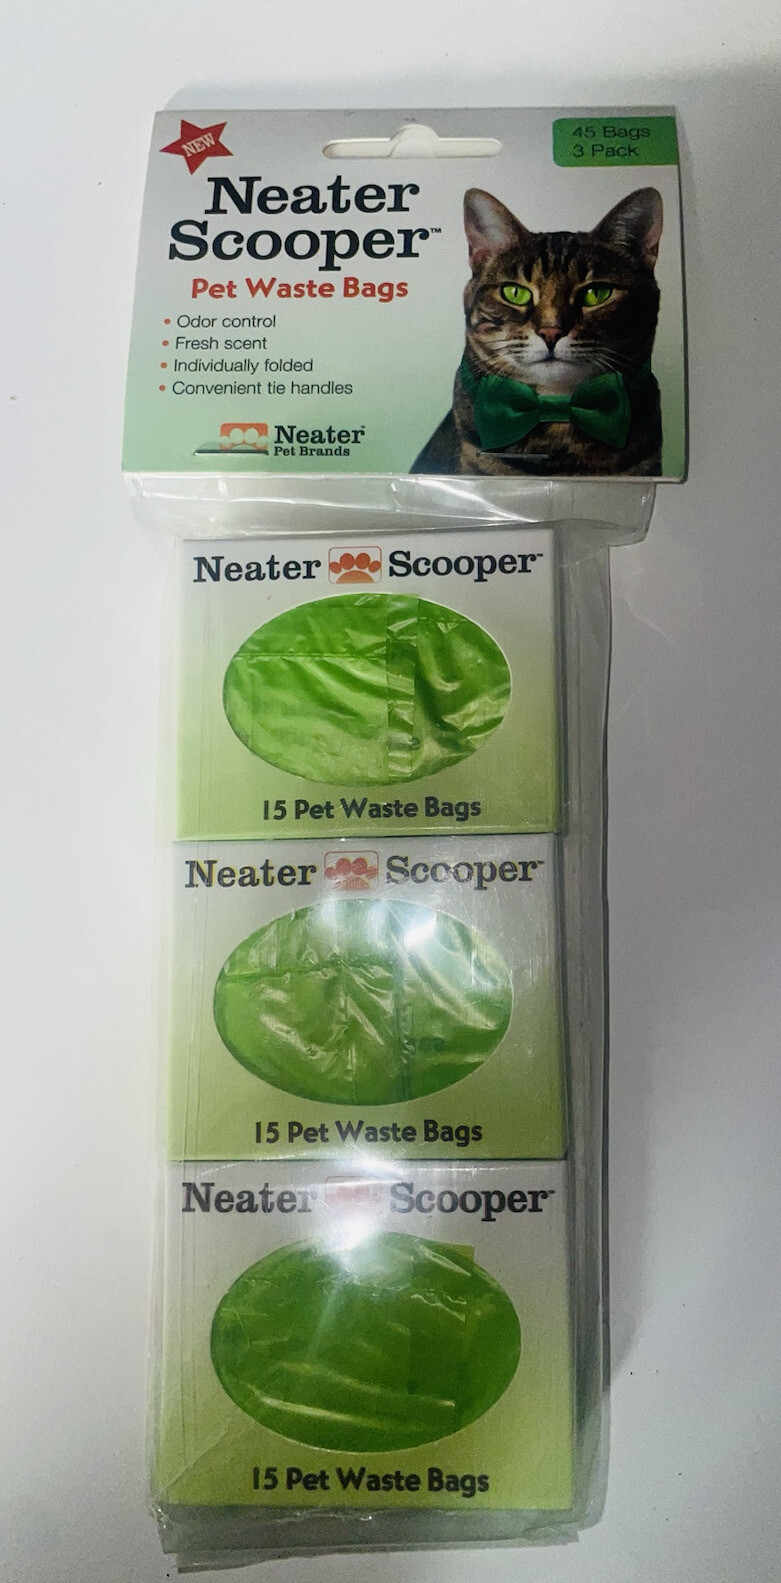 NEW
45 Bags
3 Pack
Neater
Scooper™
Pet Waste Bags
• Odor control
• Fresh scent
• Individually folded
• Convenient tie handles
Neater
Pet Brands
Neater Scooper™
15 Pet Waste Bags
Neater Scooper™
15 Pet Waste Bags
Neater Scooper™
15 Pet Waste Bags